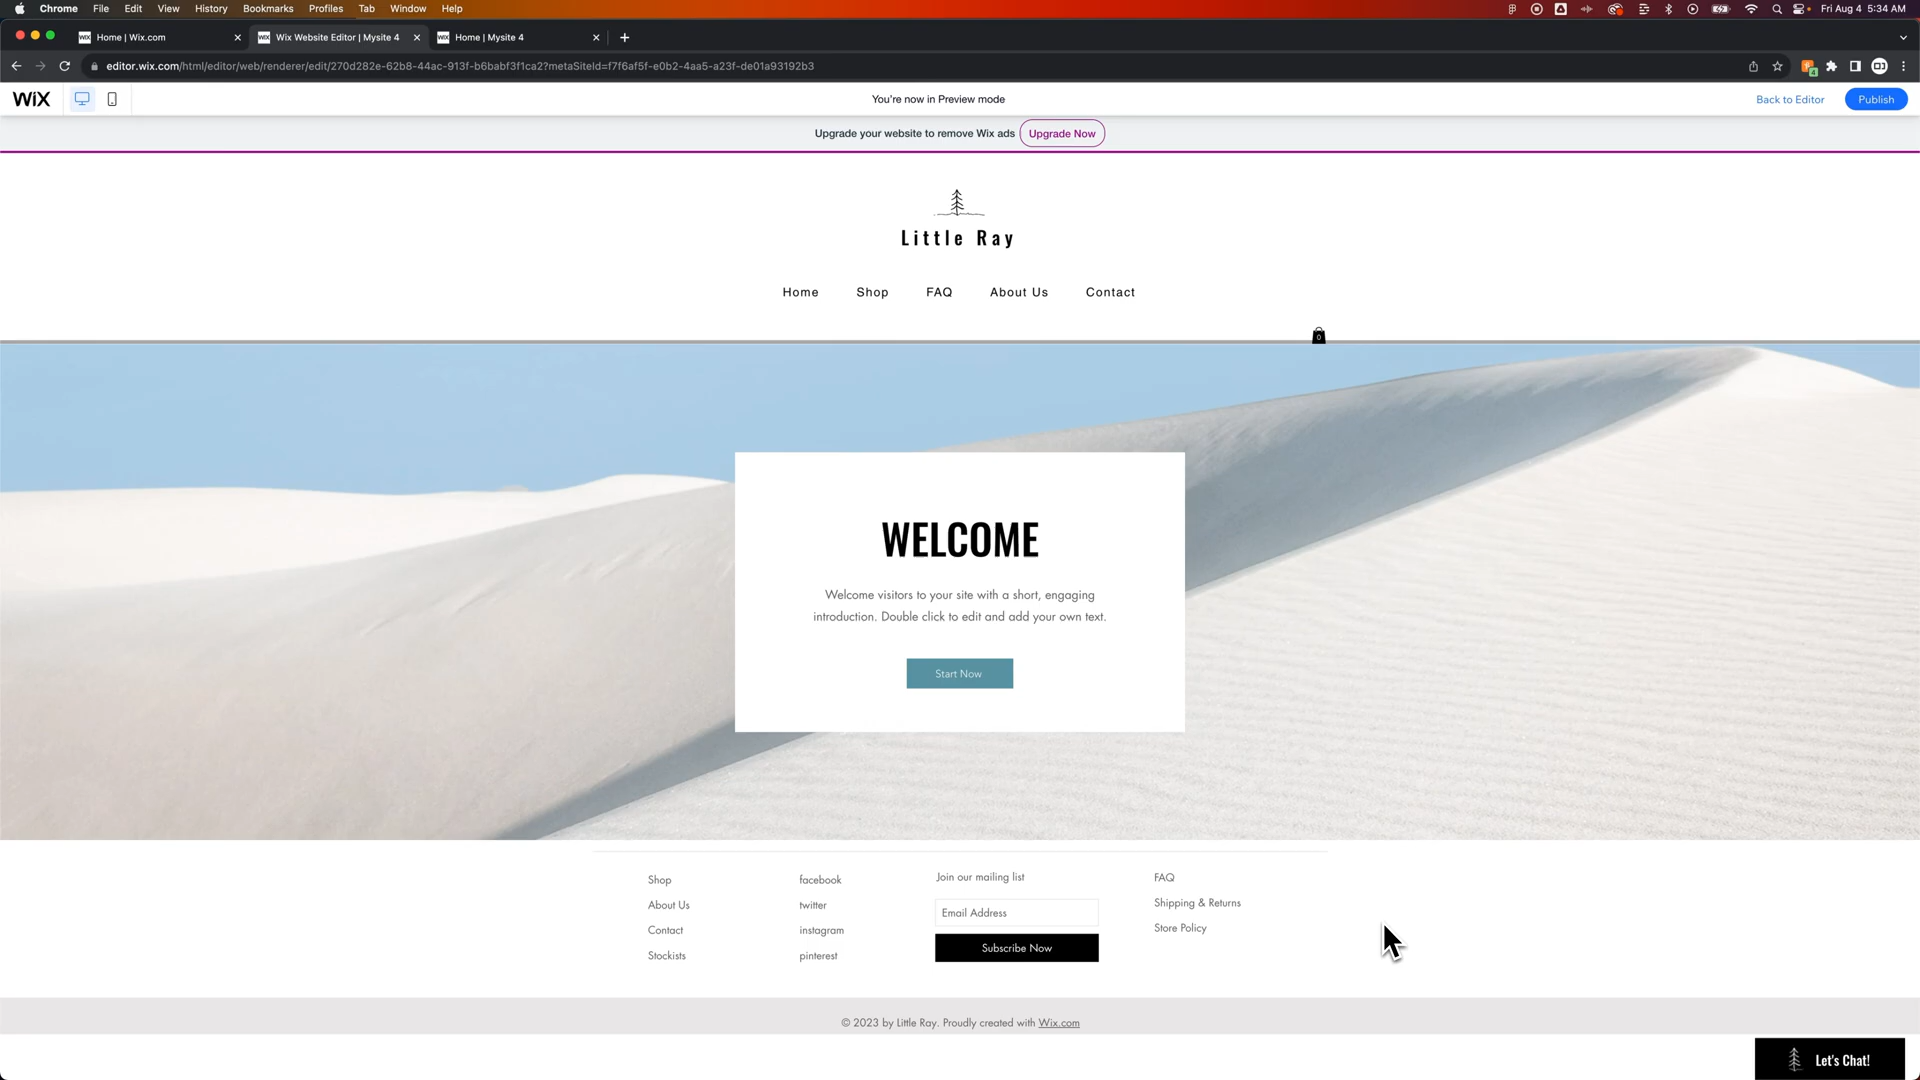 Chrome File Edit View History Bookmarks Profiles Tab Window Help Fri Aug 4 5:34 AM
WiX Home | Wix.com WiX Wix Website Editor | Mysite 4 WiX Home | Mysite 4
editor.wix.com/html/editor/web/renderer/edit/270d282e-62b8-44ac-913f-b6babf3f1ca2?metaSiteId=f7f6af5f-e0b2-4aa5-a23f-de01a93192b3
4
WiX You're now in Preview mode Back to Editor Publish
Upgrade your website to remove Wix ads Upgrade Now
Little Ray
Home Shop FAQ About Us Contact
0
WELCOME
Welcome visitors to your site with a short, engaging
introduction. Double click to edit and add your own text.
Start Now
Shop facebook Join our mailing list FAQ
About Us twitter Email Address Shipping & Returns
Contact instagram Subscribe Now Store Policy
Stockists pinterest
© 2023 by Little Ray. Proudly created with Wix.com
Let's Chat!